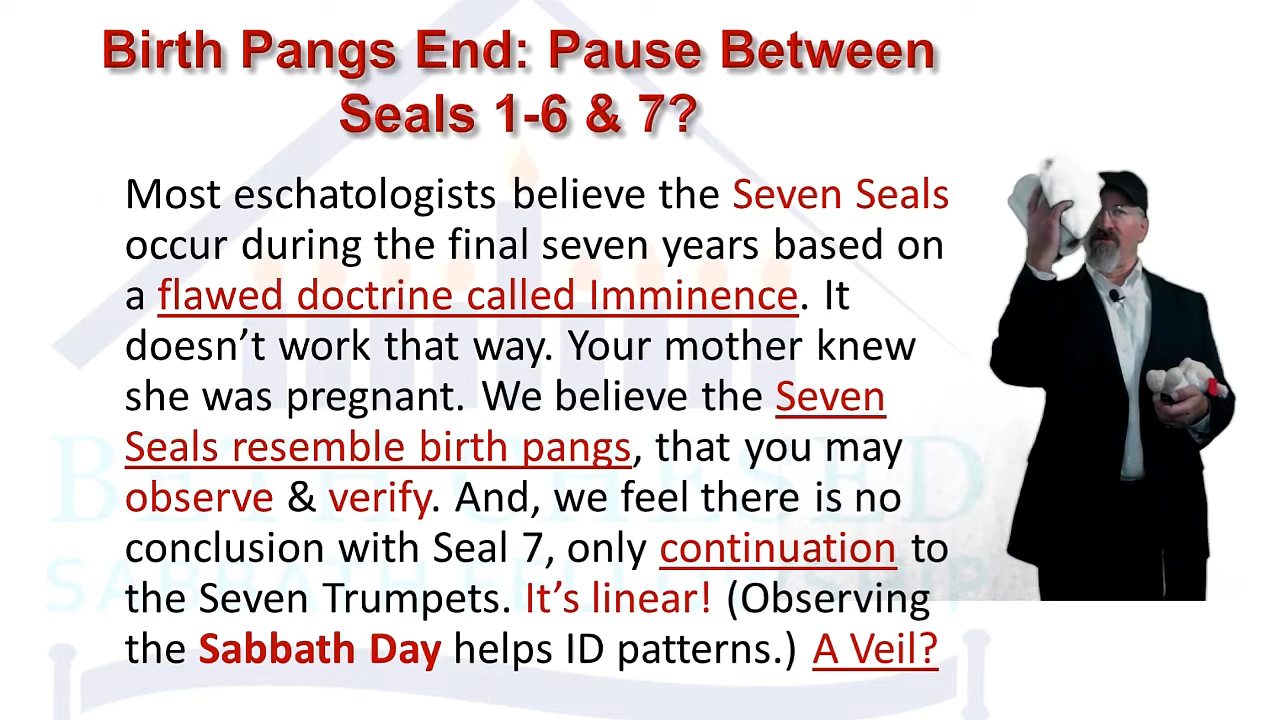 Birth Pangs End: Pause Between
Seals 1-6 & 7?
Most eschatologists believe the Seven Seals
occur during the final seven years based on
a flawed doctrine called Imminence. It
doesn’t work that way. Your mother knew
she was pregnant. We believe the Seven
Seals resemble birth pangs, that you may
observe & verify. And, we feel there is no
conclusion with Seal 7, only continuation to
the Seven Trumpets. It’s linear! (Observing
the Sabbath Day helps ID patterns.) A Veil?
BETH CHESED
SABBATH FELLOWSHIP